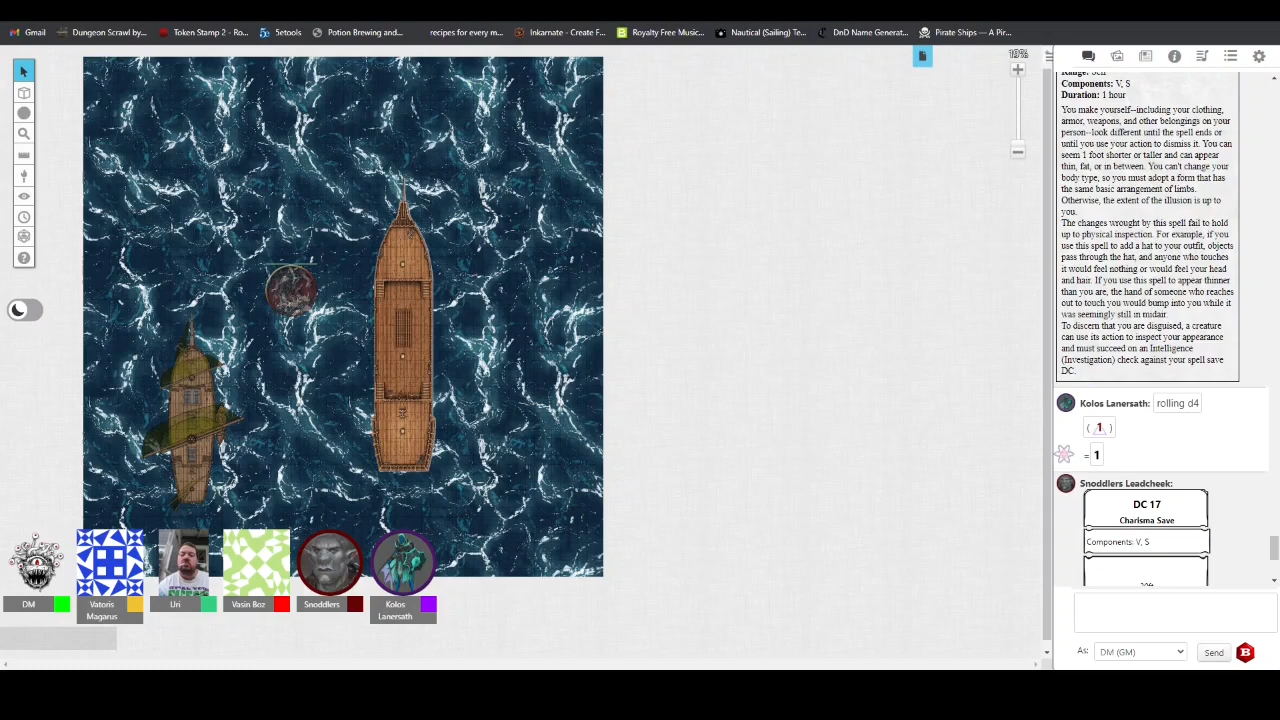 Gmail
Dungeon Scrawl by...
Token Stamp 2 - Ro...
5etools
Potion Brewing and...
recipes for every m...
Inkarnate - Create F...
Royalty Free Music...
Nautical (Sailing) Te...
DnD Name Generat...
Pirate Ships — A Pir...
19%
Range: Self
Components: V, S
Duration: 1 hour
You make yourself--including your clothing,
armor, weapons, and other belongings on your
person--look different until the spell ends or
until you use your action to dismiss it. You can
seem 1 foot shorter or taller and can appear
thin, fat, or in between. You can't change your
body type, so you must adopt a form that has
the same basic arrangement of limbs.
Otherwise, the extent of the illusion is up to
you.
The changes wrought by this spell fail to hold
up to physical inspection. For example, if you
use this spell to add a hat to your outfit, objects
pass through the hat, and anyone who touches
it would feel nothing or would feel your head
and hair. If you use this spell to appear thinner
than you are, the hand of someone who reaches
out to touch you would bump into you while it
was seemingly still in midair.
To discern that you are disguised, a creature
can use its action to inspect your appearance
and must succeed on an Intelligence
(Investigation) check against your spell save
DC.
Kolos Lanersath: rolling d4
( 1 )
= 1
Snoddlers Leadcheek:
DC 17
Charisma Save
Components: V, S
DM
Vatoris
Magarus
Uri
Vasin Boz
Snoddlers
Kolos
Lanersath
As: DM (GM)
Send